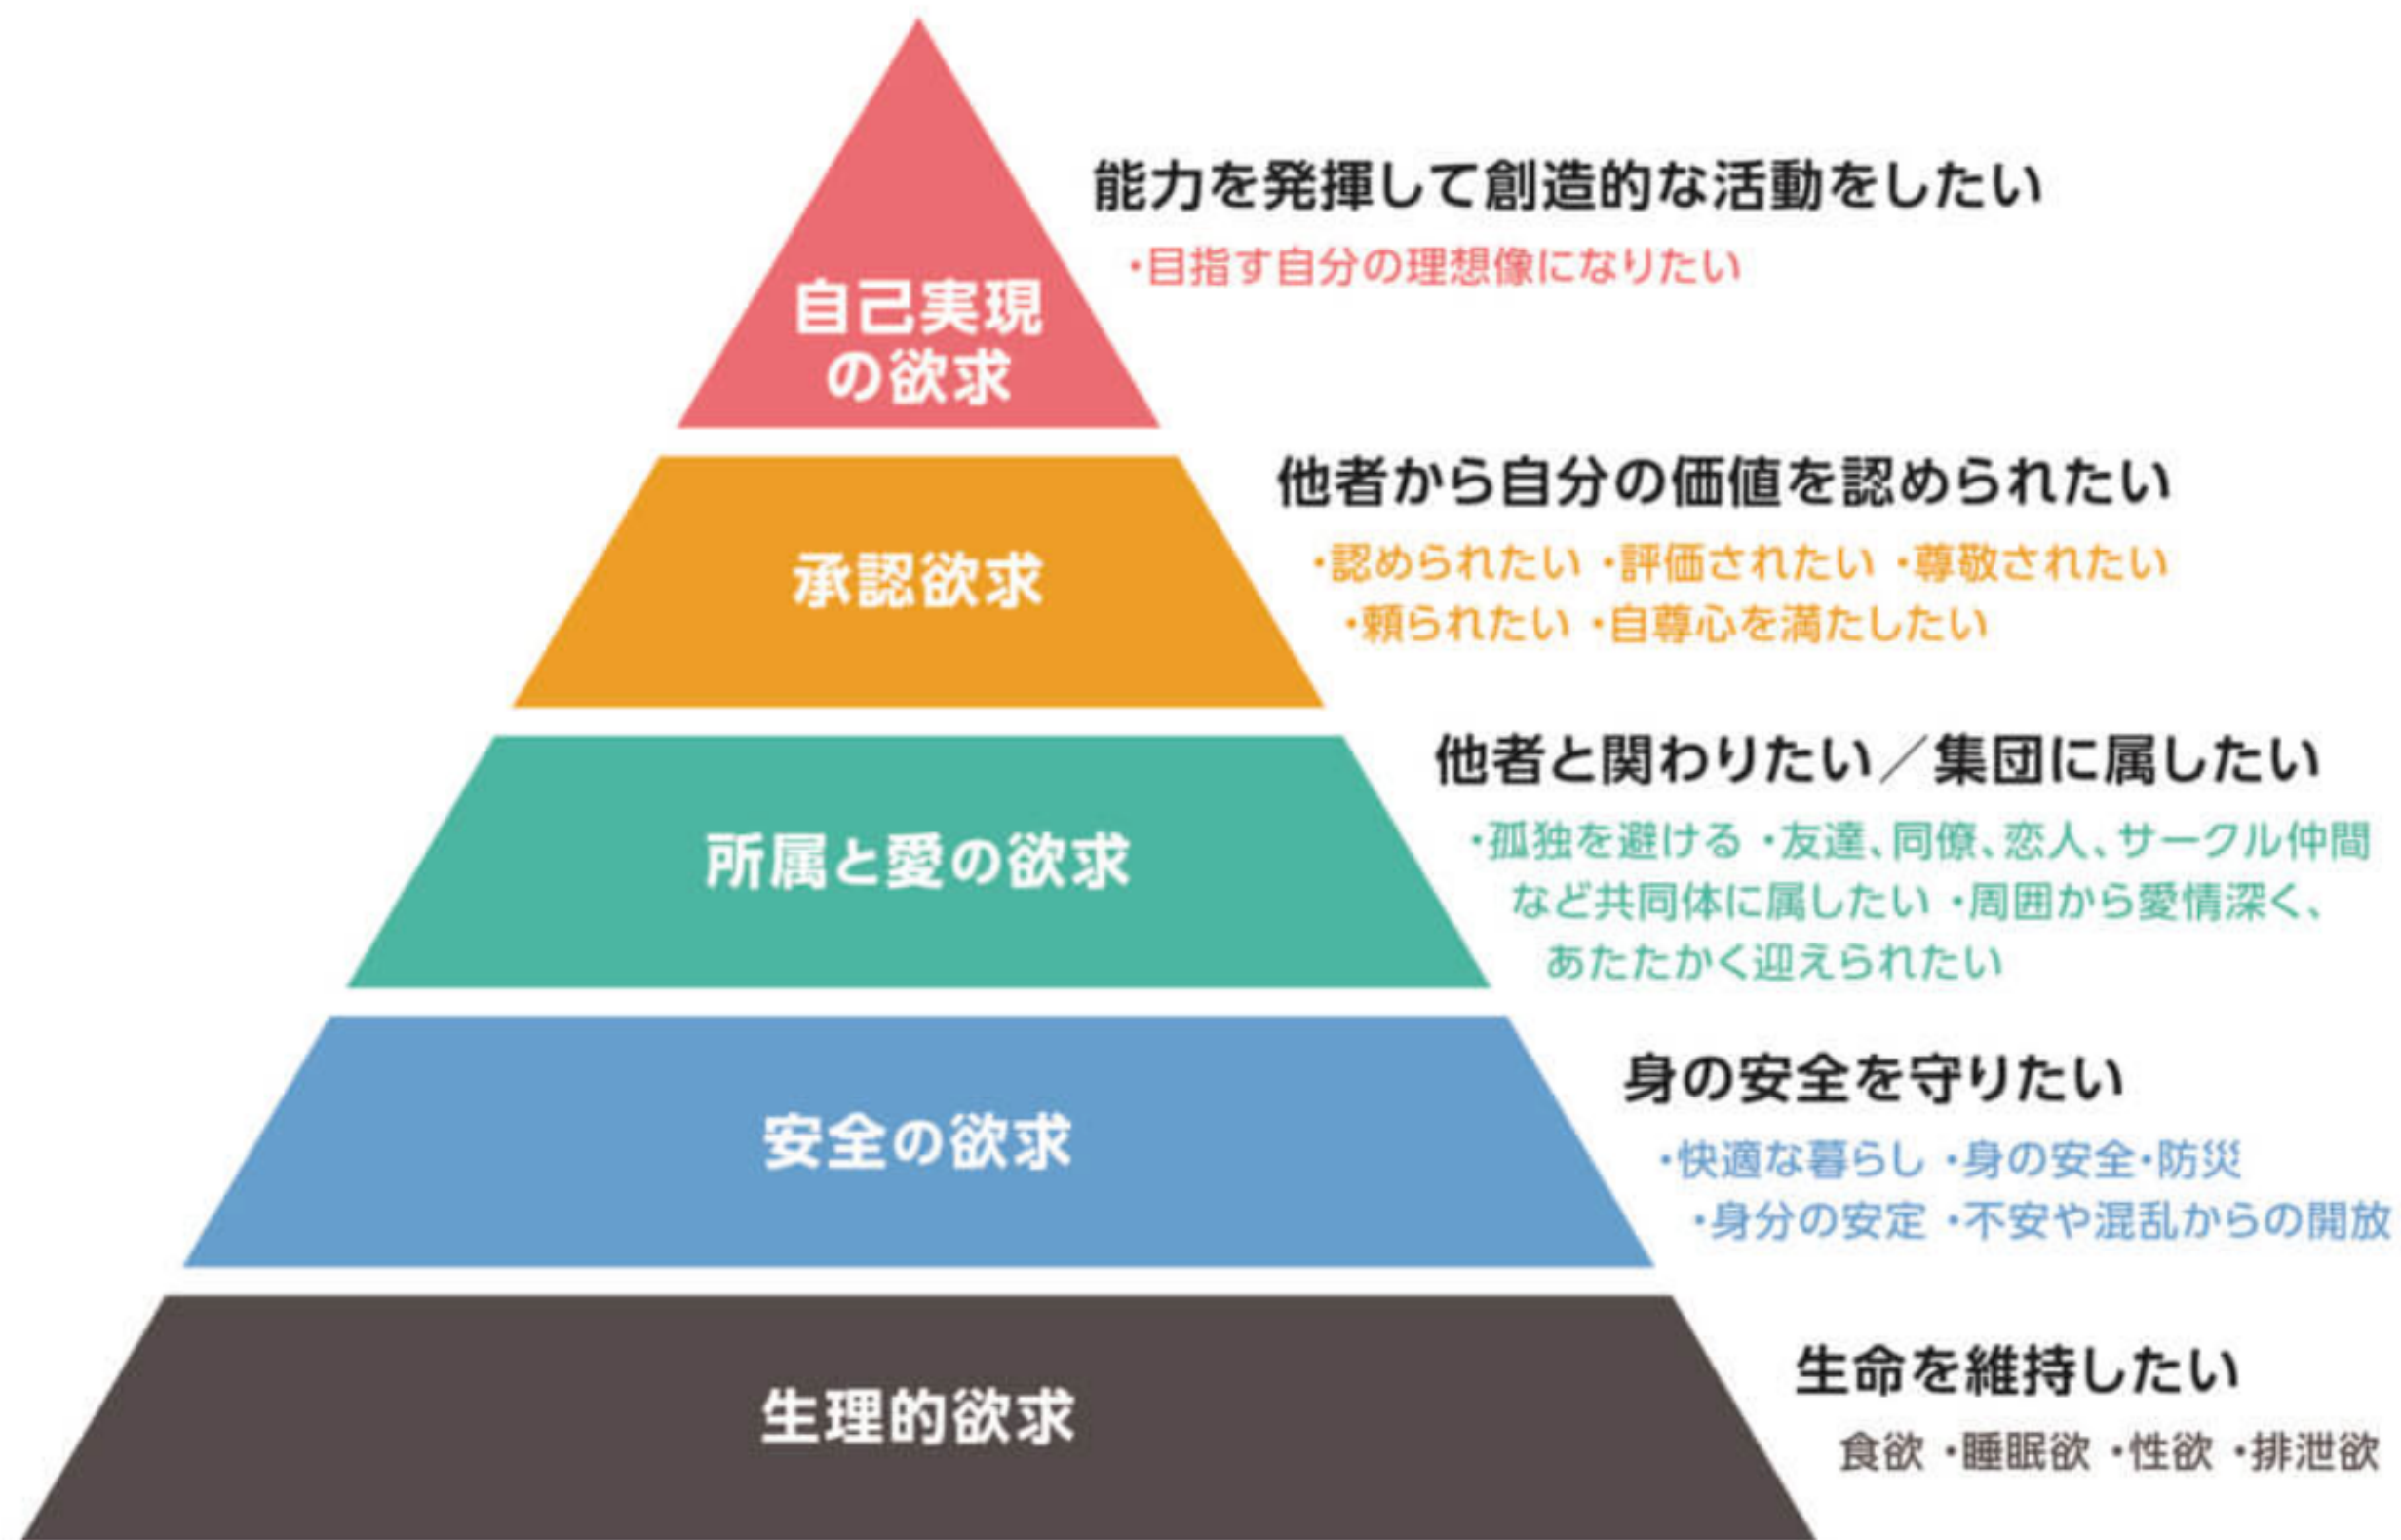 能力を発揮して創造的な活動をしたい
・目指す自分の理想像になりたい
自己実現
の欲求
他者から自分の価値を認められたい
・認められたい ・評価されたい ・尊敬されたい
・頼られたい ・自尊心を満たしたい
承認欲求
他者と関わりたい／集団に属したい
・孤独を避ける ・友達、同僚、恋人、サークル仲間
など共同体に属したい ・周囲から愛情深く、
あたたかく迎えられたい
所属と愛の欲求
身の安全を守りたい
・快適な暮らし ・身の安全・防災
・身分の安定 ・不安や混乱からの開放
安全の欲求
生命を維持したい
食欲 ・睡眠欲 ・性欲 ・排泄欲
生理的欲求